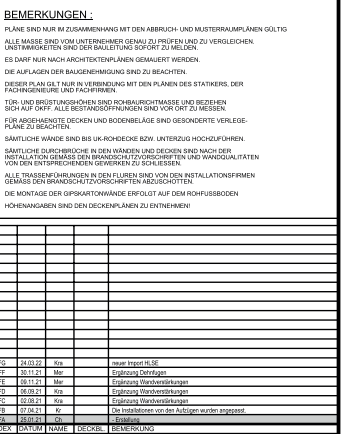 BEMERKUNGEN :
PLÄNE SIND NUR IM ZUSAMMENHANG MIT DEN ABBRUCH- UND MUSTERRAUMPLÄNEN GÜLTIG
ALLE MASSE SIND VOM UNTERNEHMER GENAU ZU PRÜFEN UND ZU VERGLEICHEN.
UNSTIMMIGKEITEN SIND DER BAULEITUNG SOFORT ZU MELDEN.
ES DARF NUR NACH ARCHITEKTENPLÄNEN GEMAUERT WERDEN.
DIE AUFLAGEN DER BAUGENEHMIGUNG SIND ZU BEACHTEN.
DIESER PLAN GILT NUR IN VERBINDUNG MIT DEN PLÄNEN DES STATIKERS, DER
FACHINGENIEURE UND FACHFIRMEN.
TÜR- UND BRÜSTUNGSHÖHEN SIND ROHBAURICHTMASSE UND BEZIEHEN
SICH AUF OKFF. ALLE BESTANDSÖFFNUNGEN SIND VOR ORT ZU MESSEN.
FÜR ABGEHAENGTE DECKEN UND BODENBELÄGE SIND GESONDERTE VERLEGE-
PLÄNE ZU BEACHTEN.
SÄMTLICHE WÄNDE SIND BIS UK-ROHDECKE BZW. UNTERZUG HOCHZUFÜHREN.
SÄMTLICHE DURCHBRÜCHE IN DEN WÄNDEN UND DECKEN SIND NACH DER
INSTALLATION GEMÄSS DEN BRANDSCHUTZVORSCHRIFTEN UND WANDQUALITÄTEN
VON DEN ENTSPRECHENDEN GEWERKEN ZU SCHLIESSEN.
ALLE TRASSENFÜHRUNGEN IN DEN FLUREN SIND VON DEN INSTALLATIONSFIRMEN
GEMÄSS DEN BRANDSCHUTZVORSCHRIFTEN ABZUSCHOTTEN.
DIE MONTAGE DER GIPSKARTONWÄNDE ERFOLGT AUF DEM ROHFUSSBODEN
HÖHENANGABEN SIND DEN DECKENPLÄNEN ZU ENTNEHMEN!
FG 24.03.22 Kra neuer Import HLSE
FF 30.11.21 Mer Ergänzung Dehnfugen
FE 09.11.21 Mer Ergänzung Wandverstärkungen
FD 06.09.21 Kra Ergänzung Wandverstärkungen
FC 02.08.21 Kra Ergänzung Wandverstärkungen
FB 07.04.21 Kr Die Installationen von den Aufzügen wurden angepasst.
FA 25.01.21 Ch - Erstellung
DEX DATUM NAME DECKBL. BEMERKUNG